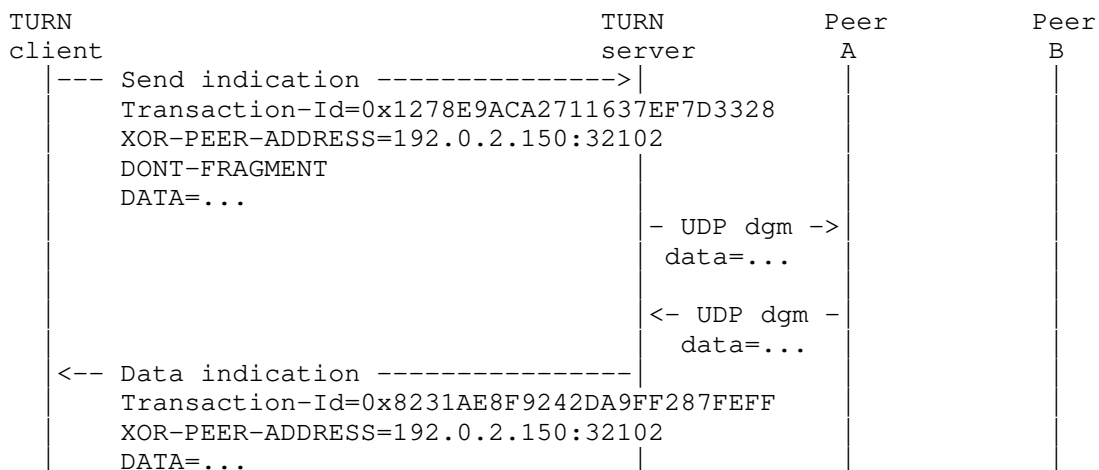 TURN                                 TURN          Peer          Peer
client                               server         A             B
|--- Send indication --------------->|
Transaction-Id=0x1278E9ACA2711637EF7D3328
XOR-PEER-ADDRESS=192.0.2.150:32102
DONT-FRAGMENT
DATA=...
|- UDP dgm ->|
data=...
|<- UDP dgm -|
data=...
|<-- Data indication ----------------|
Transaction-Id=0x8231AE8F9242DA9FF287FEFF
XOR-PEER-ADDRESS=192.0.2.150:32102
DATA=...